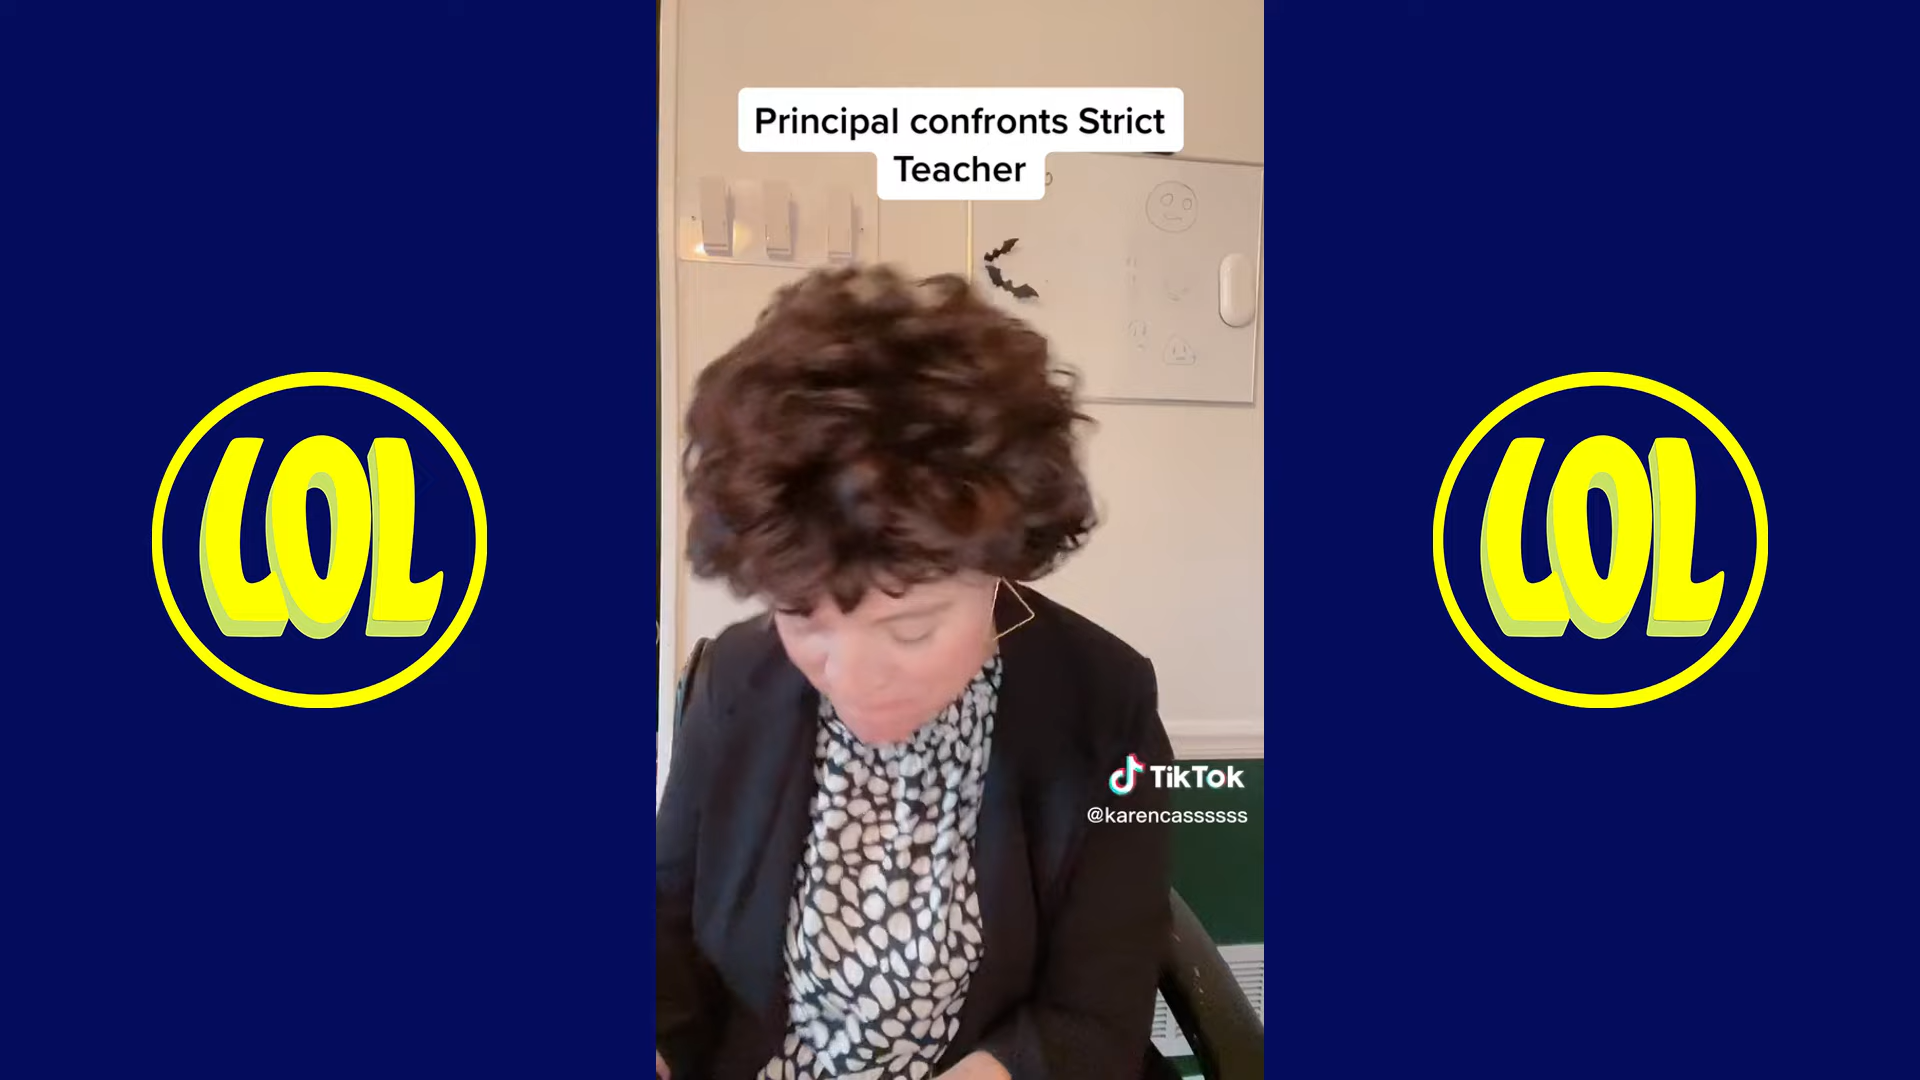 Principal confronts Strict
Teacher
LOL
LOL
TikTok
@karencassssss